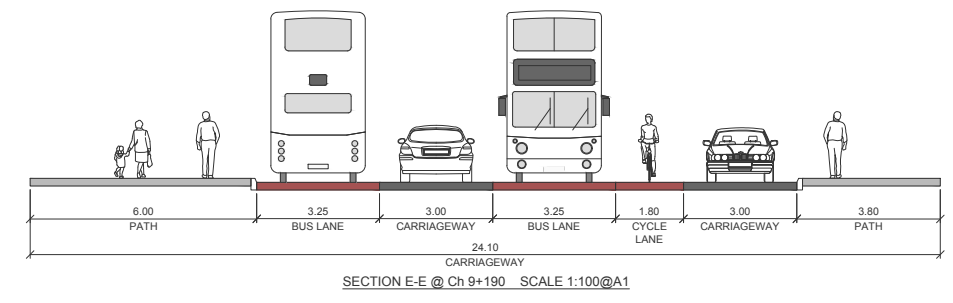 6.00 3.25 3.00 3.25 1.80 3.00 3.80
PATH BUS LANE CARRIAGEWAY BUS LANE CYCLE LANE CARRIAGEWAY PATH
24.10
CARRIAGEWAY
SECTION E-E @ Ch 9+190 SCALE 1:100@A1